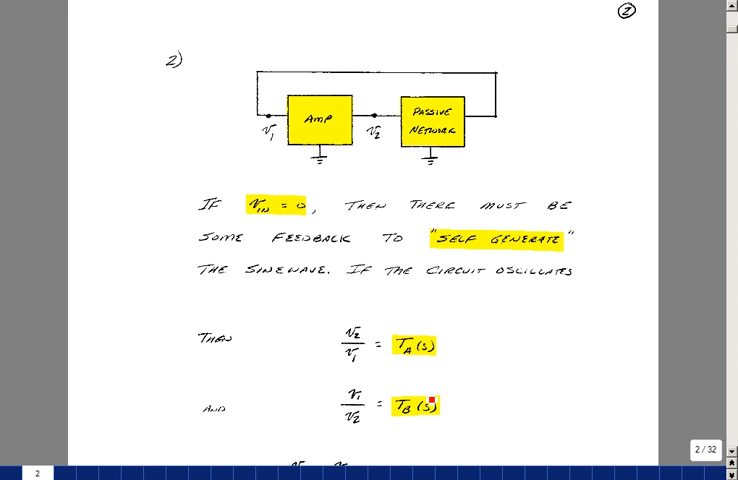 2
2)
AMP
PASSIVE
NETWORK
V1
V2
IF VIN = 0, THEN THERE MUST BE
SOME FEEDBACK TO "SELF GENERATE"
THE SINEWAVE. IF THE CIRCUIT OSCILLATES
THEN V2/V1 = TA(S)
AND V1/V2 = TB(S)
2 / 32
2